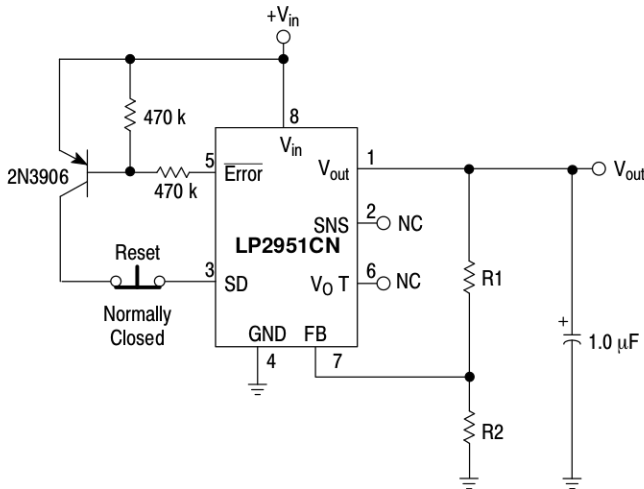 +Vin
470 k
8
Vin
2N3906
470 k
5
Error
Vout
1
Vout
SNS
2
NC
LP2951CN
Reset
3
SD
VO T
6
NC
R1
Normally
Closed
GND
FB
4
7
+
1.0 µF
R2